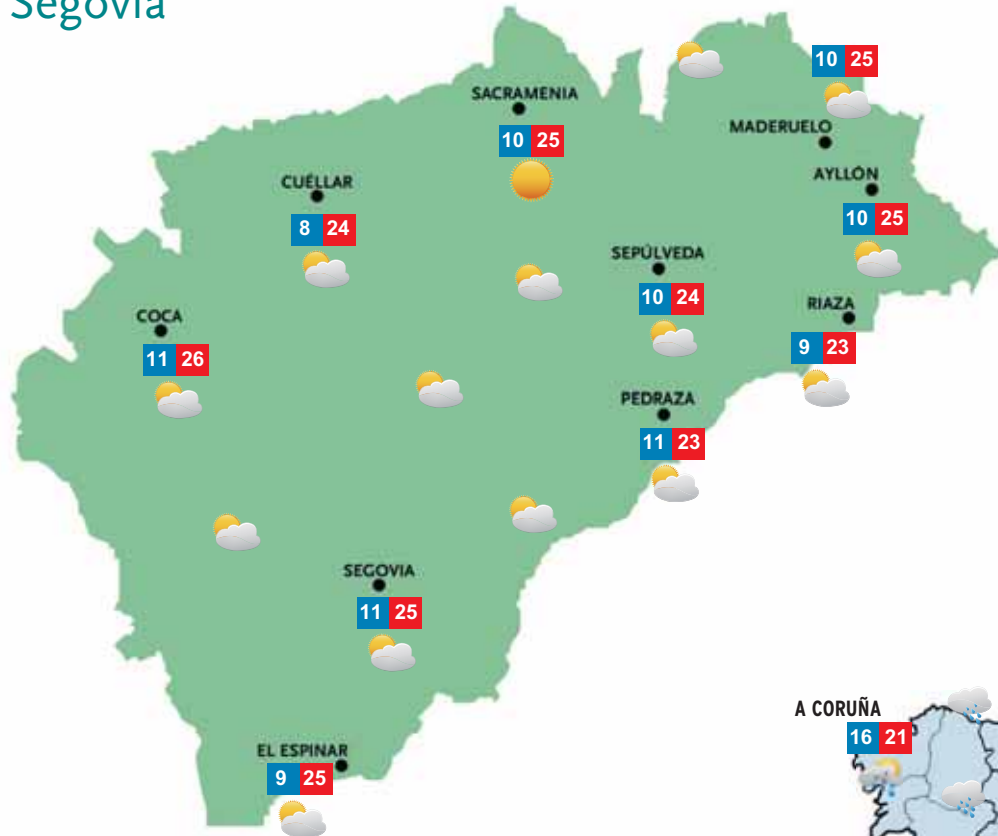 Segovia
10 25
SACRAMENIA
10 25
MADERUELO
CUÉLLAR
8 24
AYLLÓN
10 25
SEPÚLVEDA
10 24
RIAZA
9 23
COCA
11 26
PEDRAZA
11 23
SEGOVIA
11 25
A CORUÑA
16 21
EL ESPINAR
9 25